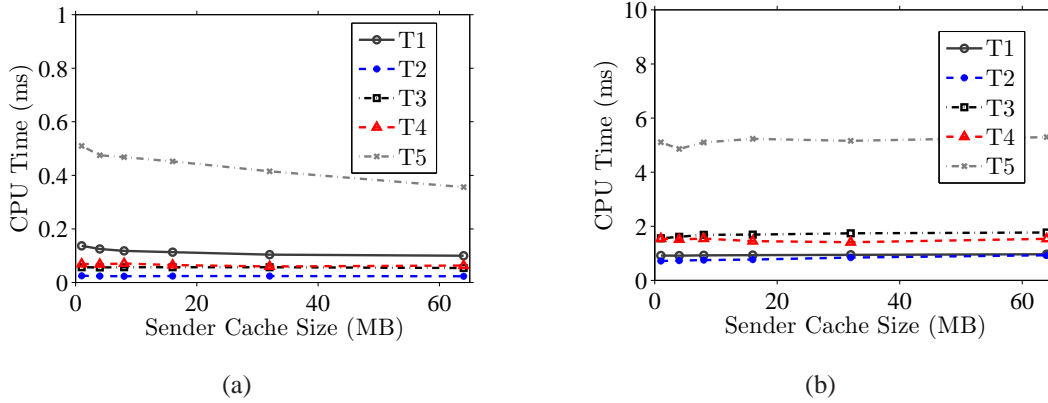 1
0.8
0.6
0.4
0.2
0
0
20
40
60
CPU Time (ms)
Sender Cache Size (MB)
T1
T2
T3
T4
T5
(a)
10
8
6
4
2
0
0
20
40
60
CPU Time (ms)
Sender Cache Size (MB)
T1
T2
T3
T4
T5
(b)